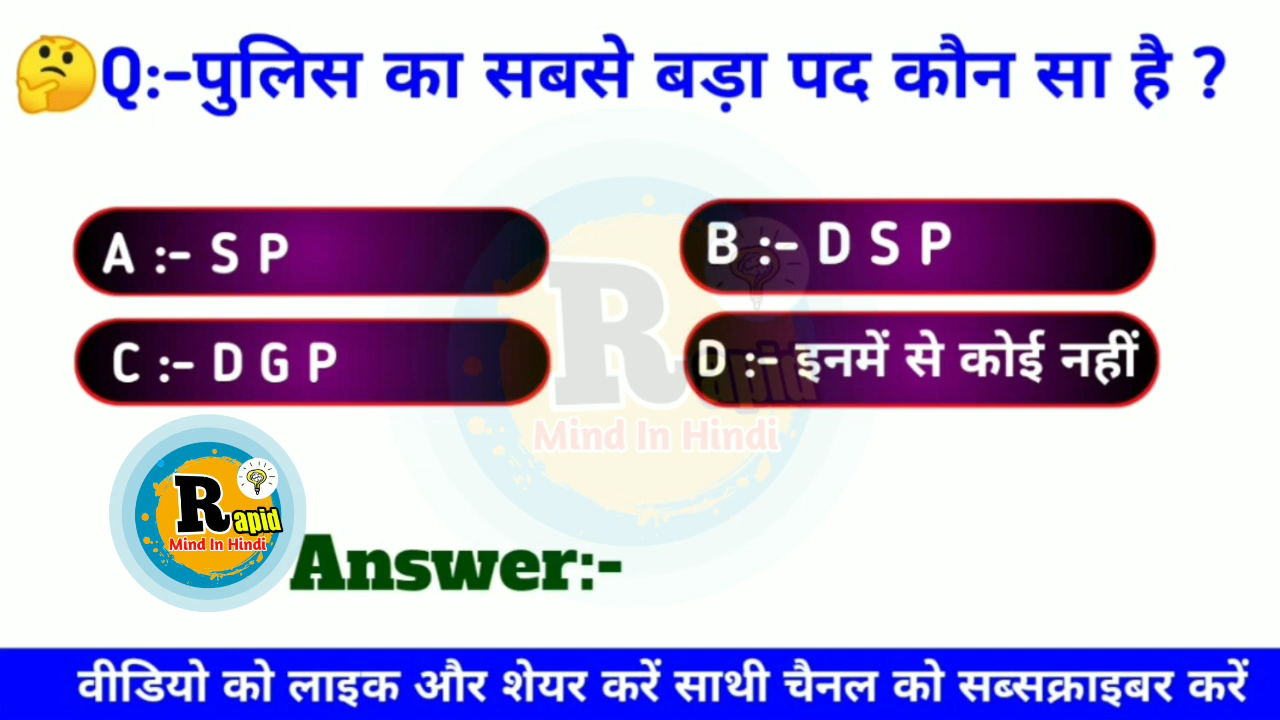 Q:-पुलिस का सबसे बड़ा पद कौन सा है ?
A :- S P
B :- D S P
C :- D G P
D :- इनमें से कोई नहीं
Rapid
Mind In Hindi
Rapid
Mind In Hindi
Answer:-
वीडियो को लाइक और शेयर करें साथी चैनल को सब्सक्राइबर करें